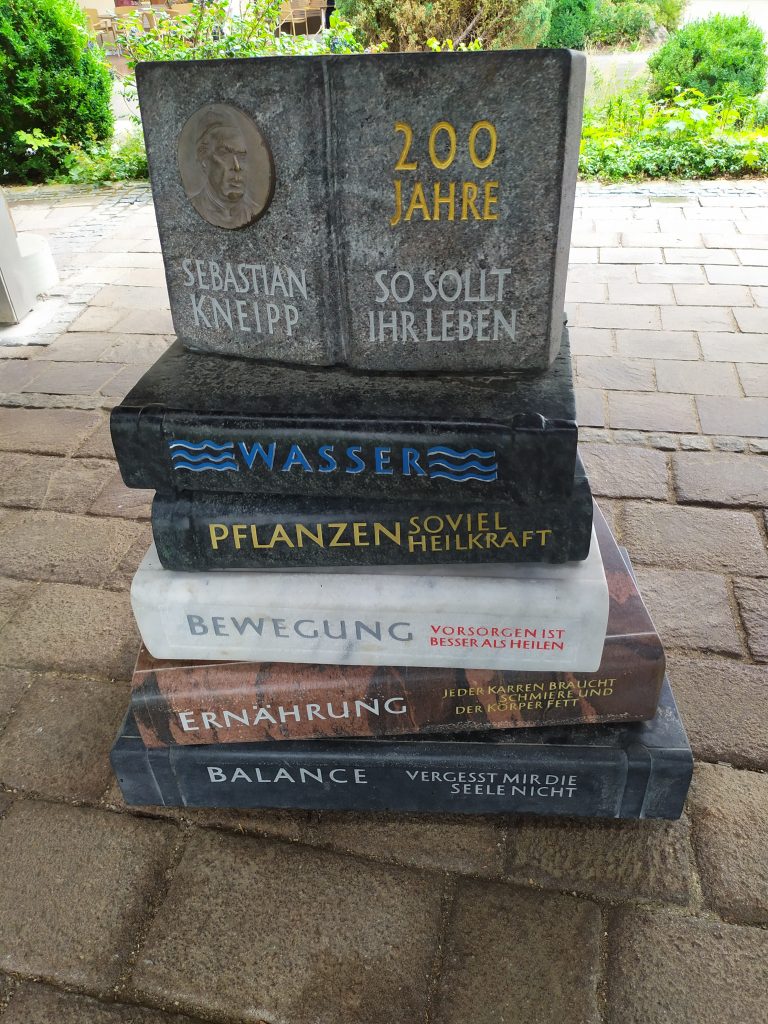 SEBASTIAN
KNEIPP
200
JAHRE
SO SOLLT
IHR LEBEN
WASSER
PFLANZEN SOVIEL
HEILKRAFT
BEWEGUNG
VORSORGEN IST
BESSER ALS HEILEN
ERNÄHRUNG
JEDER KARREN BRAUCHT
SCHMIERE UND
DER KÖRPER FETT
BALANCE
VERGESST MIR DIE
SEELE NICHT